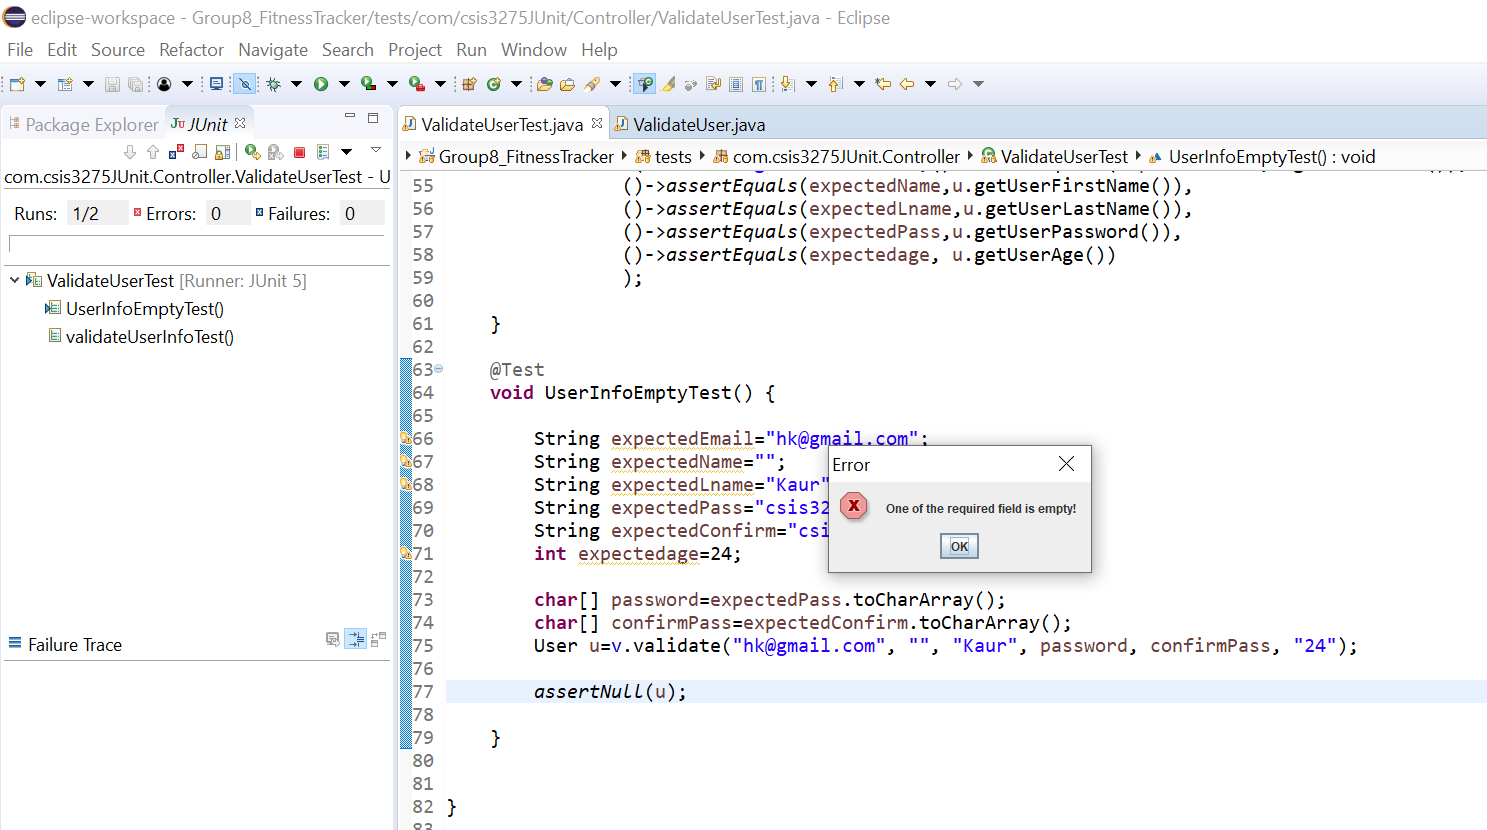 eclipse-workspace - Group8_FitnessTracker/tests/com/csis3275JUnit/Controller/ValidateUserTest.java - Eclipse
File Edit Source Refactor Navigate Search Project Run Window Help
Package Explorer JUnit
ValidateUserTest.java ValidateUser.java
Group8_FitnessTracker tests com.csis3275JUnit.Controller ValidateUserTest UserInfoEmptyTest() : void
com.csis3275JUnit.Controller.ValidateUserTest - U
Runs: 1/2 Errors: 0 Failures: 0
ValidateUserTest [Runner: JUnit 5]
UserInfoEmptyTest()
validateUserInfoTest()
Failure Trace
55 ()->assertEquals(expectedName,u.getUserFirstName()),
56 ()->assertEquals(expectedLname,u.getUserLastName()),
57 ()->assertEquals(expectedPass,u.getUserPassword()),
58 ()->assertEquals(expectedage, u.getUserAge())
59 );
60
61 }
62
63 @Test
64 void UserInfoEmptyTest() {
65
66 String expectedEmail="hk@gmail.com";
67 String expectedName="";
68 String expectedLname="Kaur"
69 String expectedPass="csis32
70 String expectedConfirm="csi
71 int expectedage=24;
72
73 char[] password=expectedPass.toCharArray();
74 char[] confirmPass=expectedConfirm.toCharArray();
75 User u=v.validate("hk@gmail.com", "", "Kaur", password, confirmPass, "24");
76
77 assertNull(u);
78
79 }
80
81
82 }
83
Error
One of the required field is empty!
OK